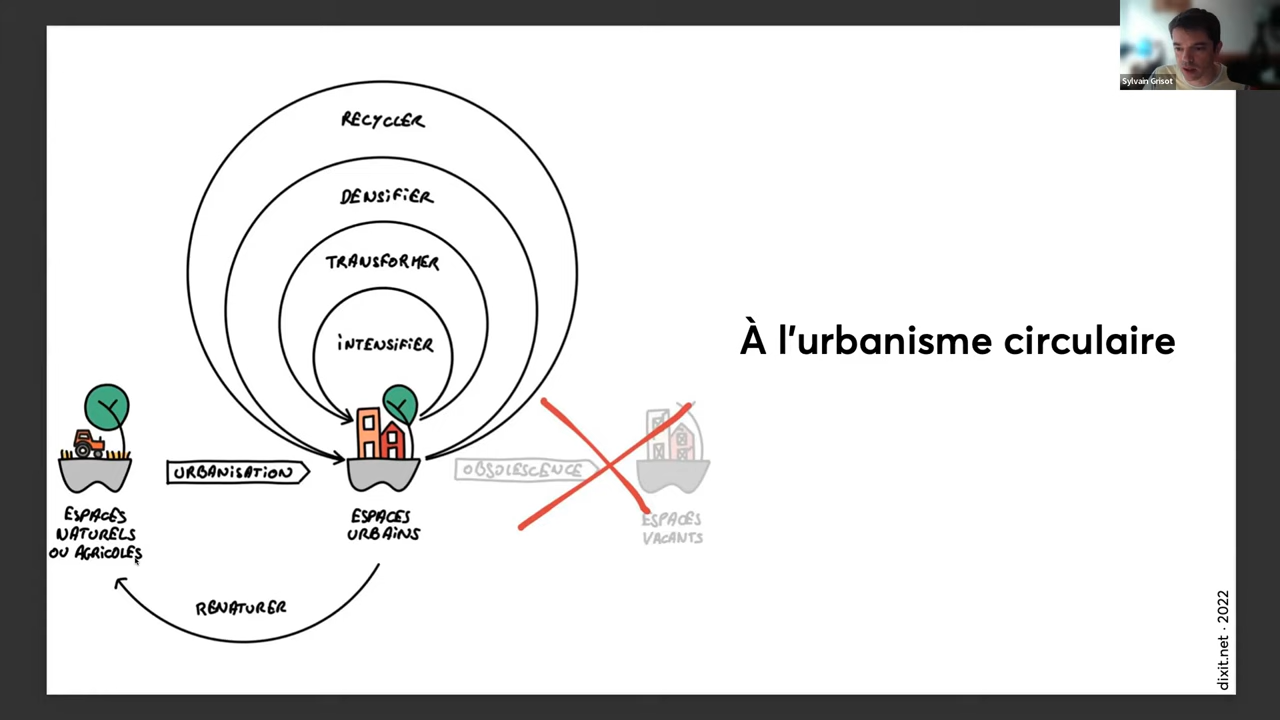 Sylvain Grisot
RECYCLER
DENSIFIER
TRANSFORMER
INTENSIFIER
À l'urbanisme circulaire
URBANISATION
OBSOLESCENCE
ESPACES
NATURELS
OU AGRICOLES
ESPACES
URBAINS
ESPACES
VACANTS
RENATURER
dixit.net · 2022